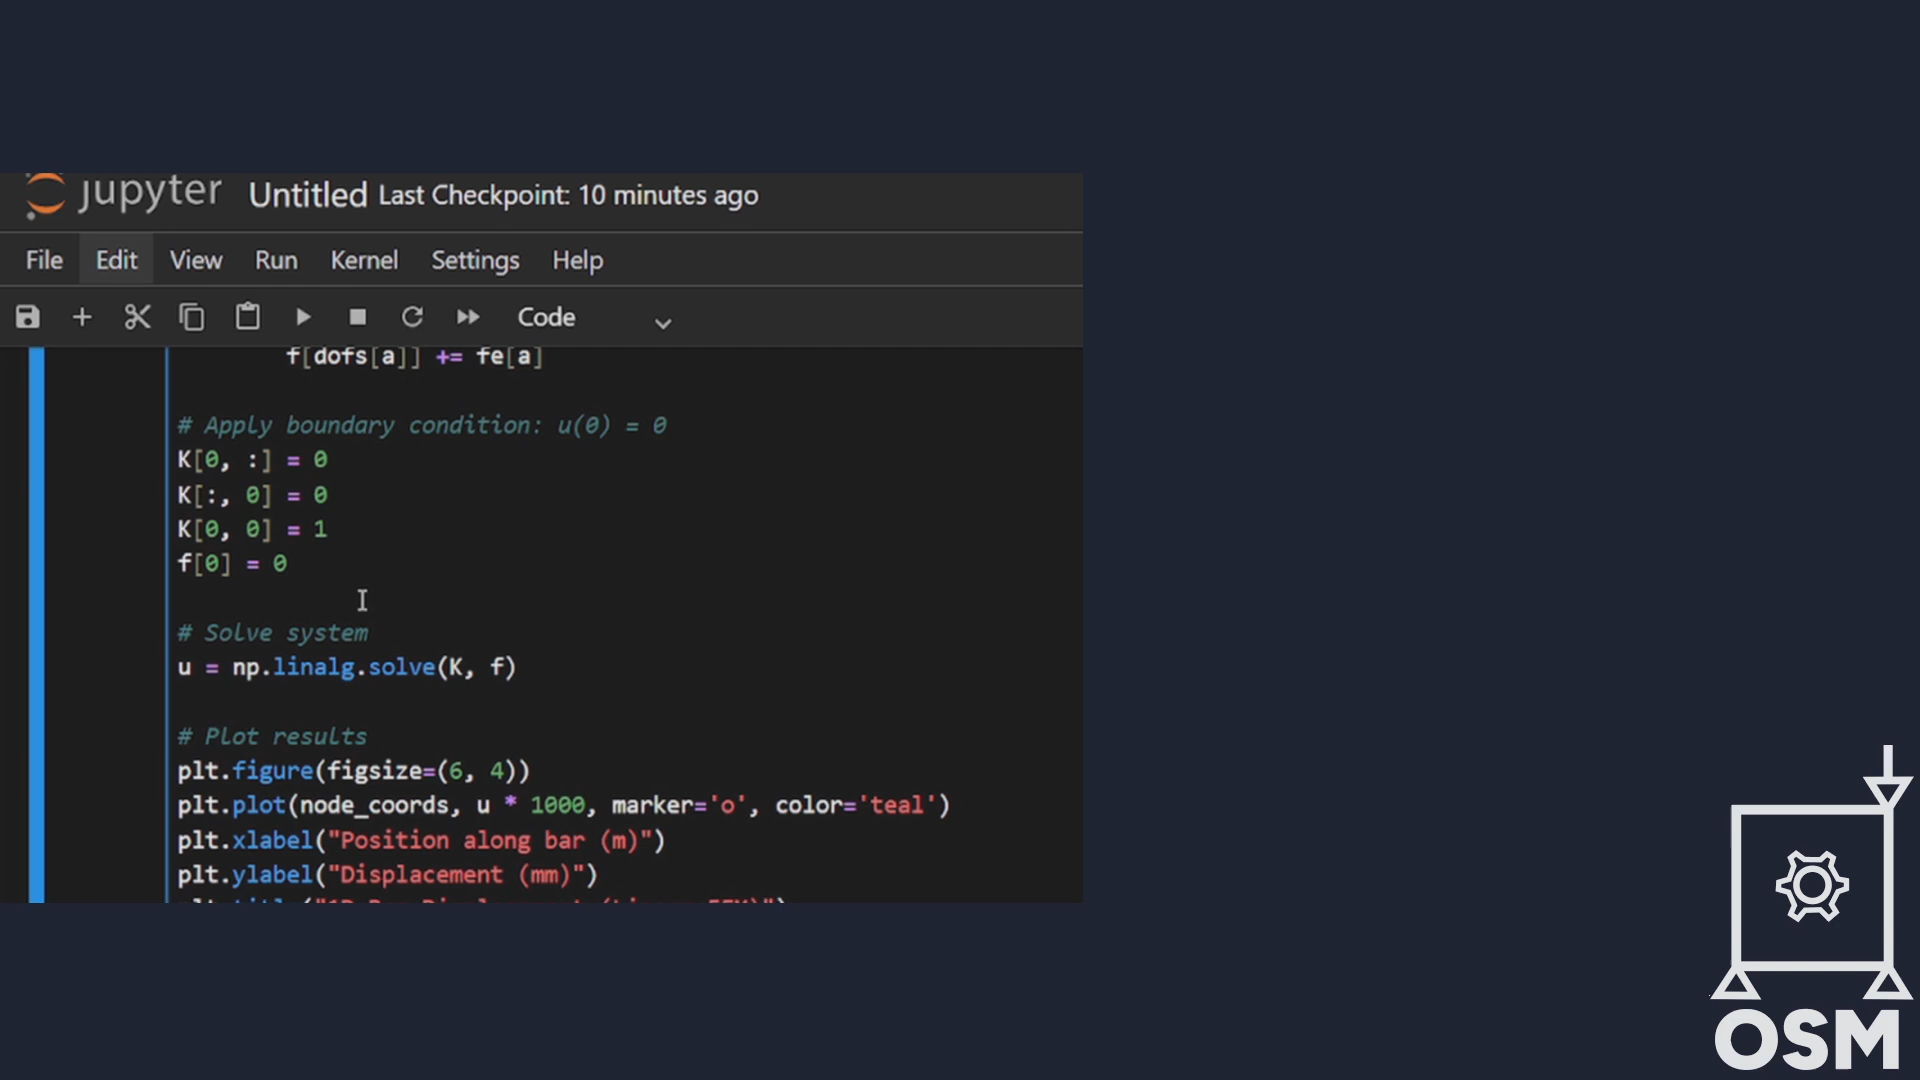 jupyter Untitled Last Checkpoint: 10 minutes ago
File Edit View Run Kernel Settings Help
Code
f[dofs[a]] += fe[a]
# Apply boundary condition: u(0) = 0
K[0, :] = 0
K[:, 0] = 0
K[0, 0] = 1
f[0] = 0
# Solve system
u = np.linalg.solve(K, f)
# Plot results
plt.figure(figsize=(6, 4))
plt.plot(node_coords, u * 1000, marker='o', color='teal')
plt.xlabel("Position along bar (m)")
plt.ylabel("Displacement (mm)")
OSM